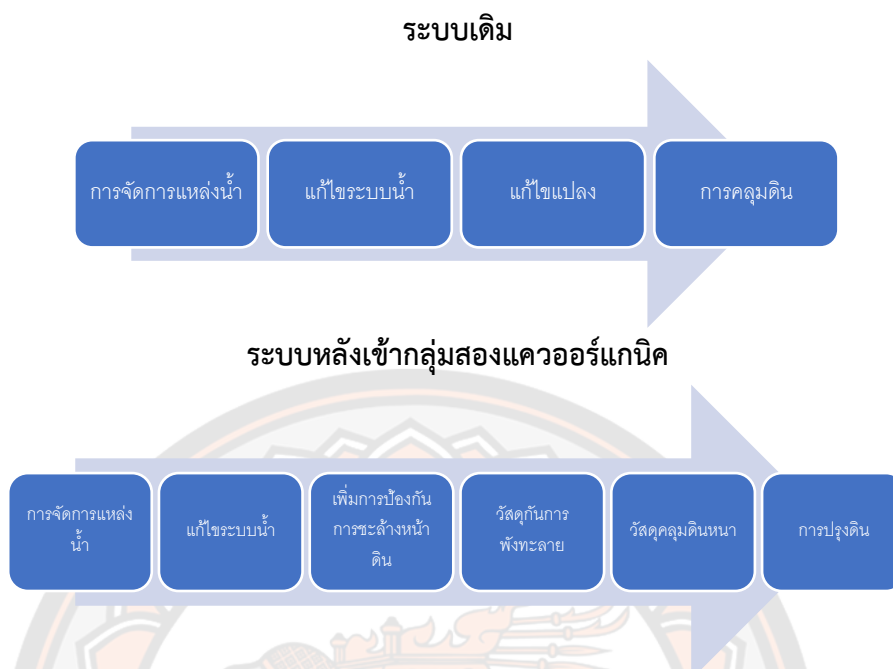 ระบบเดิม
การจัดการแหล่งน้ำ
แก้ไขระบบน้ำ
แก้ไขแปลง
การคลุมดิน
ระบบหลังเข้ากลุ่มสองแควออร์แกนิค
การจัดการแหล่ง
น้ำ
แก้ไขระบบน้ำ
เพิ่มการป้องกัน
การชะล้างหน้า
ดิน
วัสดุกันการ
พังทะลาย
วัสดุคลุมดินหนา
การปรุงดิน